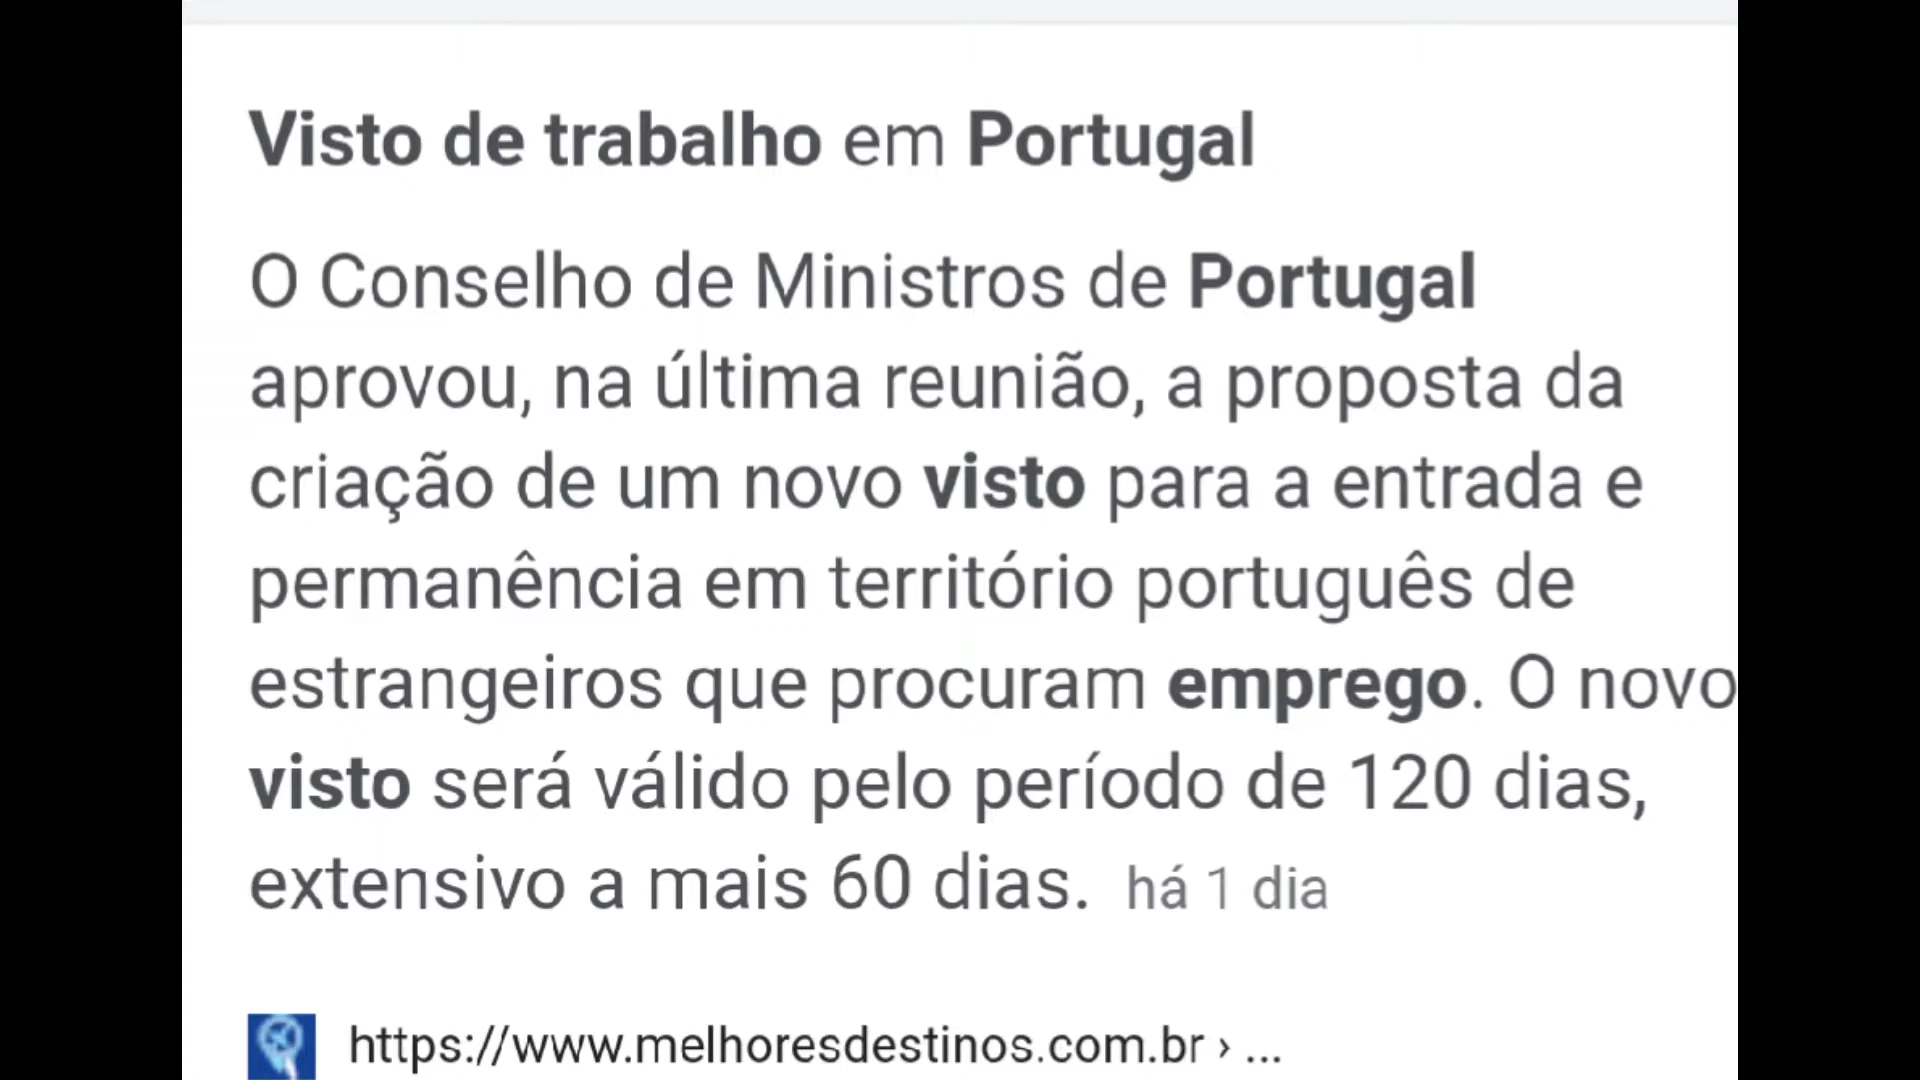 Visto de trabalho em Portugal
O Conselho de Ministros de Portugal
aprovou, na última reunião, a proposta da
criação de um novo visto para a entrada e
permanência em território português de
estrangeiros que procuram emprego. O novo
visto será válido pelo período de 120 dias,
extensivo a mais 60 dias. há 1 dia
https://www.melhoresdestinos.com.br › ...